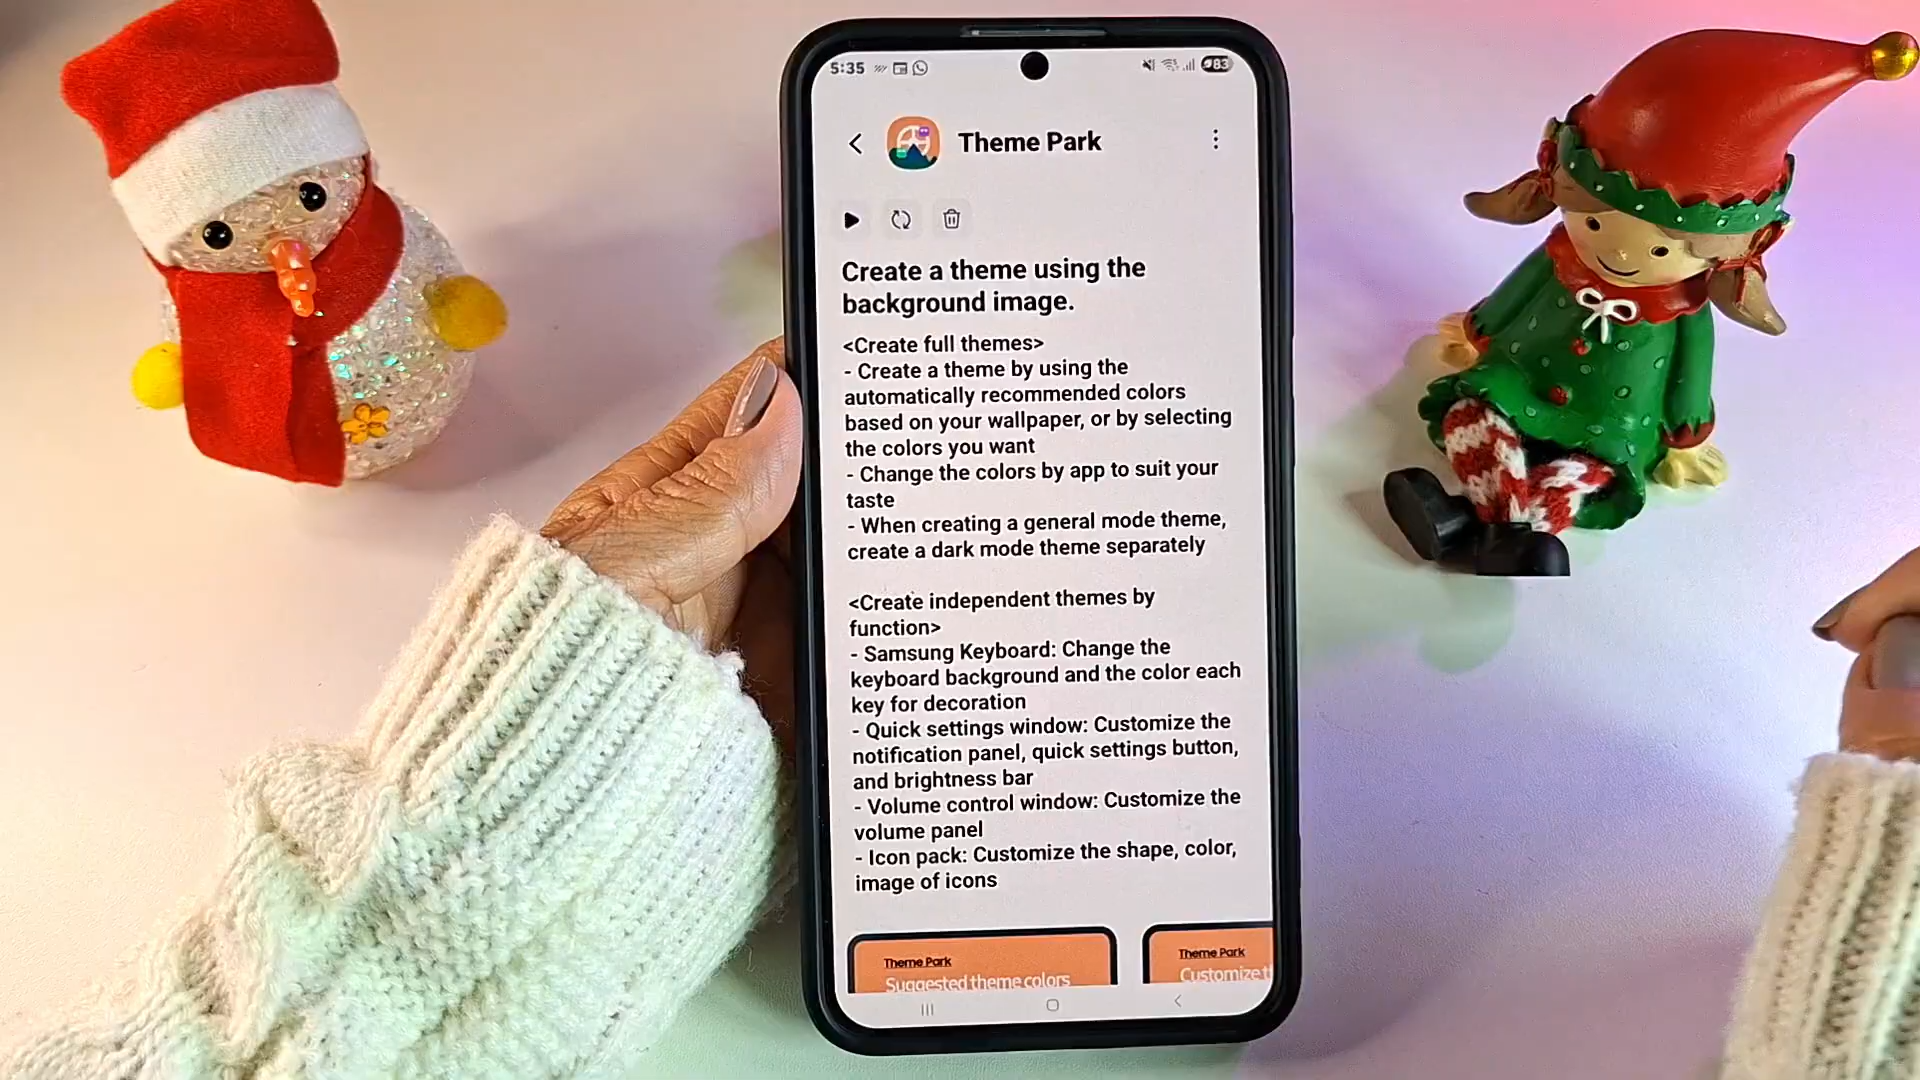 5:35
83
Theme Park
Create a theme using the
background image.
<Create full themes>
- Create a theme by using the
automatically recommended colors
based on your wallpaper, or by selecting
the colors you want
- Change the colors by app to suit your
taste
- When creating a general mode theme,
create a dark mode theme separately
<Create independent themes by
function>
- Samsung Keyboard: Change the
keyboard background and the color each
key for decoration
- Quick settings window: Customize the
notification panel, quick settings button,
and brightness bar
- Volume control window: Customize the
volume panel
- Icon pack: Customize the shape, color,
image of icons
Theme Park
Suggested theme colors
Theme Park
Customize